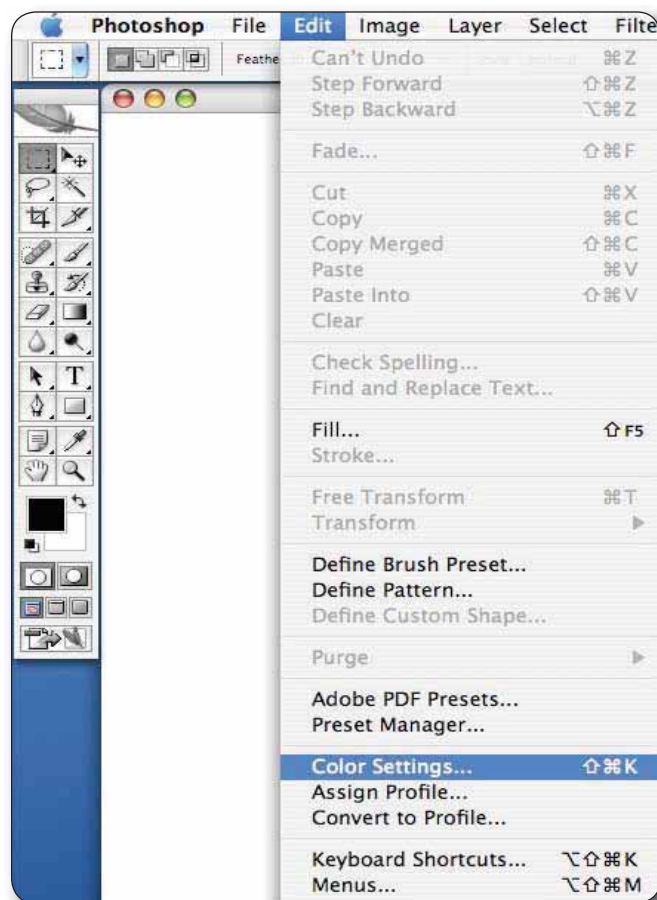 Photoshop File Edit Image Layer Select Filte
Feathe
Can't Undo ⌘Z
Step Forward ⇧⌘Z
Step Backward ⌥⌘Z
Fade... ⇧⌘F
Cut ⌘X
Copy ⌘C
Copy Merged ⇧⌘C
Paste ⌘V
Paste Into ⇧⌘V
Clear
Check Spelling...
Find and Replace Text...
Fill... ⇧F5
Stroke...
Free Transform ⌘T
Transform
Define Brush Preset...
Define Pattern...
Define Custom Shape...
Purge
Adobe PDF Presets...
Preset Manager...
Color Settings... ⇧⌘K
Assign Profile...
Convert to Profile...
Keyboard Shortcuts... ⌥⇧⌘K
Menus... ⌥⇧⌘M
T